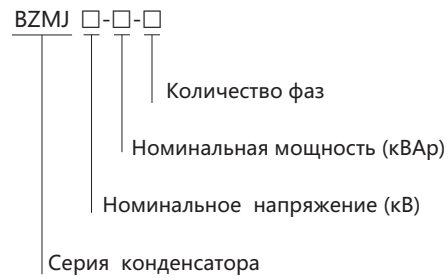 BZMJ □-□-□
Количество фаз
Номинальная мощность (кВАр)
Номинальное напряжение (кВ)
Серия конденсатора